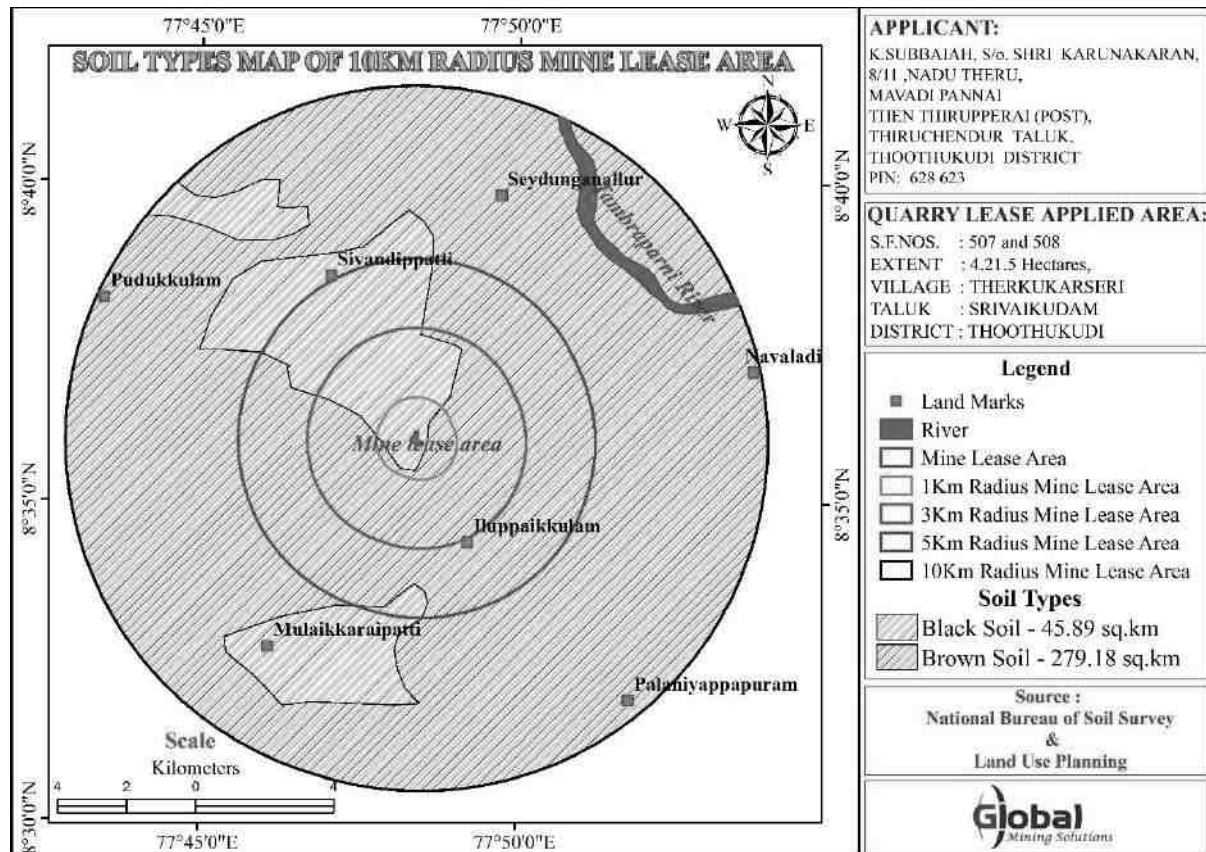 77°45'0"E
77°50'0"E
SOIL TYPES MAP OF 10KM RADIUS MINE LEASE AREA
N
W
E
S
8°40'0"N
8°40'0"N
Seydunganallur
Tambraparni River
Sivandippatti
Pudukkulam
Navaladi
Mine lease area
8°35'0"N
8°35'0"N
Iluppaikkulam
Mulaikkaraipatti
Palaniyappapuram
Scale
Kilometers
4 2 0 4
8°30'0"N
8°30'0"N
77°45'0"E
77°50'0"E
APPLICANT:
K.SUBBAIAH, S/o. SHRI KARUNAKARAN,
8/11 ,NADU THERU,
MAVADI PANNAI
THEN THIRUPPERAI (POST),
THIRUCHENDUR TALUK,
THOOTHUKUDI DISTRICT
PIN: 628 623
QUARRY LEASE APPLIED AREA:
S.F.NOS. : 507 and 508
EXTENT : 4.21.5 Hectares,
VILLAGE : THERKUKARSERI
TALUK : SRIVAIKUDAM
DISTRICT : THOOTHUKUDI
Legend
Land Marks
River
Mine Lease Area
1Km Radius Mine Lease Area
3Km Radius Mine Lease Area
5Km Radius Mine Lease Area
10Km Radius Mine Lease Area
Soil Types
Black Soil - 45.89 sq.km
Brown Soil - 279.18 sq.km
Source :
National Bureau of Soil Survey
&
Land Use Planning
Global
Mining Solutions